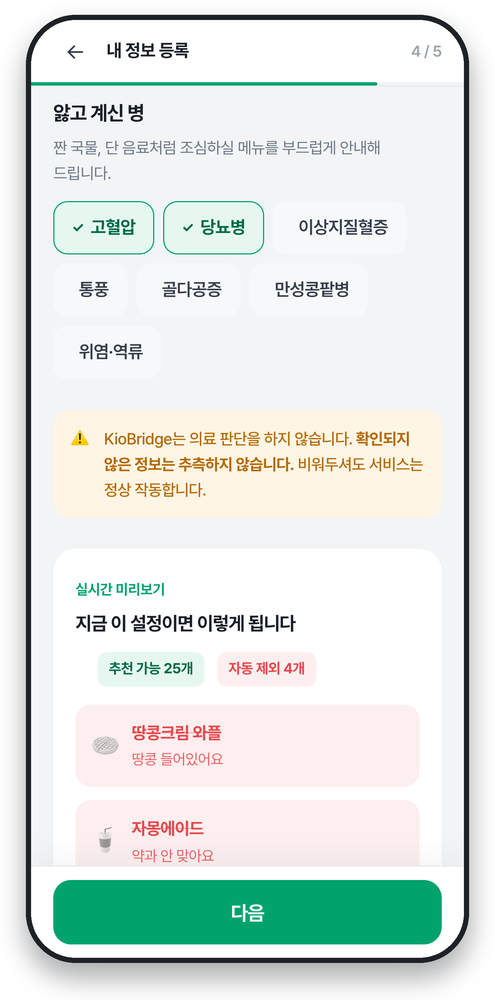 내 정보 등록
4 / 5
앓고 계신 병
짠 국물, 단 음료처럼 조심하실 메뉴를 부드럽게 안내해
드립니다.
✓ 고혈압 ✓ 당뇨병 이상지질혈증
통풍 골다공증 만성콩팥병
위염·역류
KioBridge는 의료 판단을 하지 않습니다. 확인되지
않은 정보는 추측하지 않습니다. 비워두셔도 서비스는
정상 작동합니다.
실시간 미리보기
지금 이 설정이면 이렇게 됩니다
추천 가능 25개 자동 제외 4개
땅콩크림 와플
땅콩 들어있어요
자몽에이드
약과 안 맞아요
다음